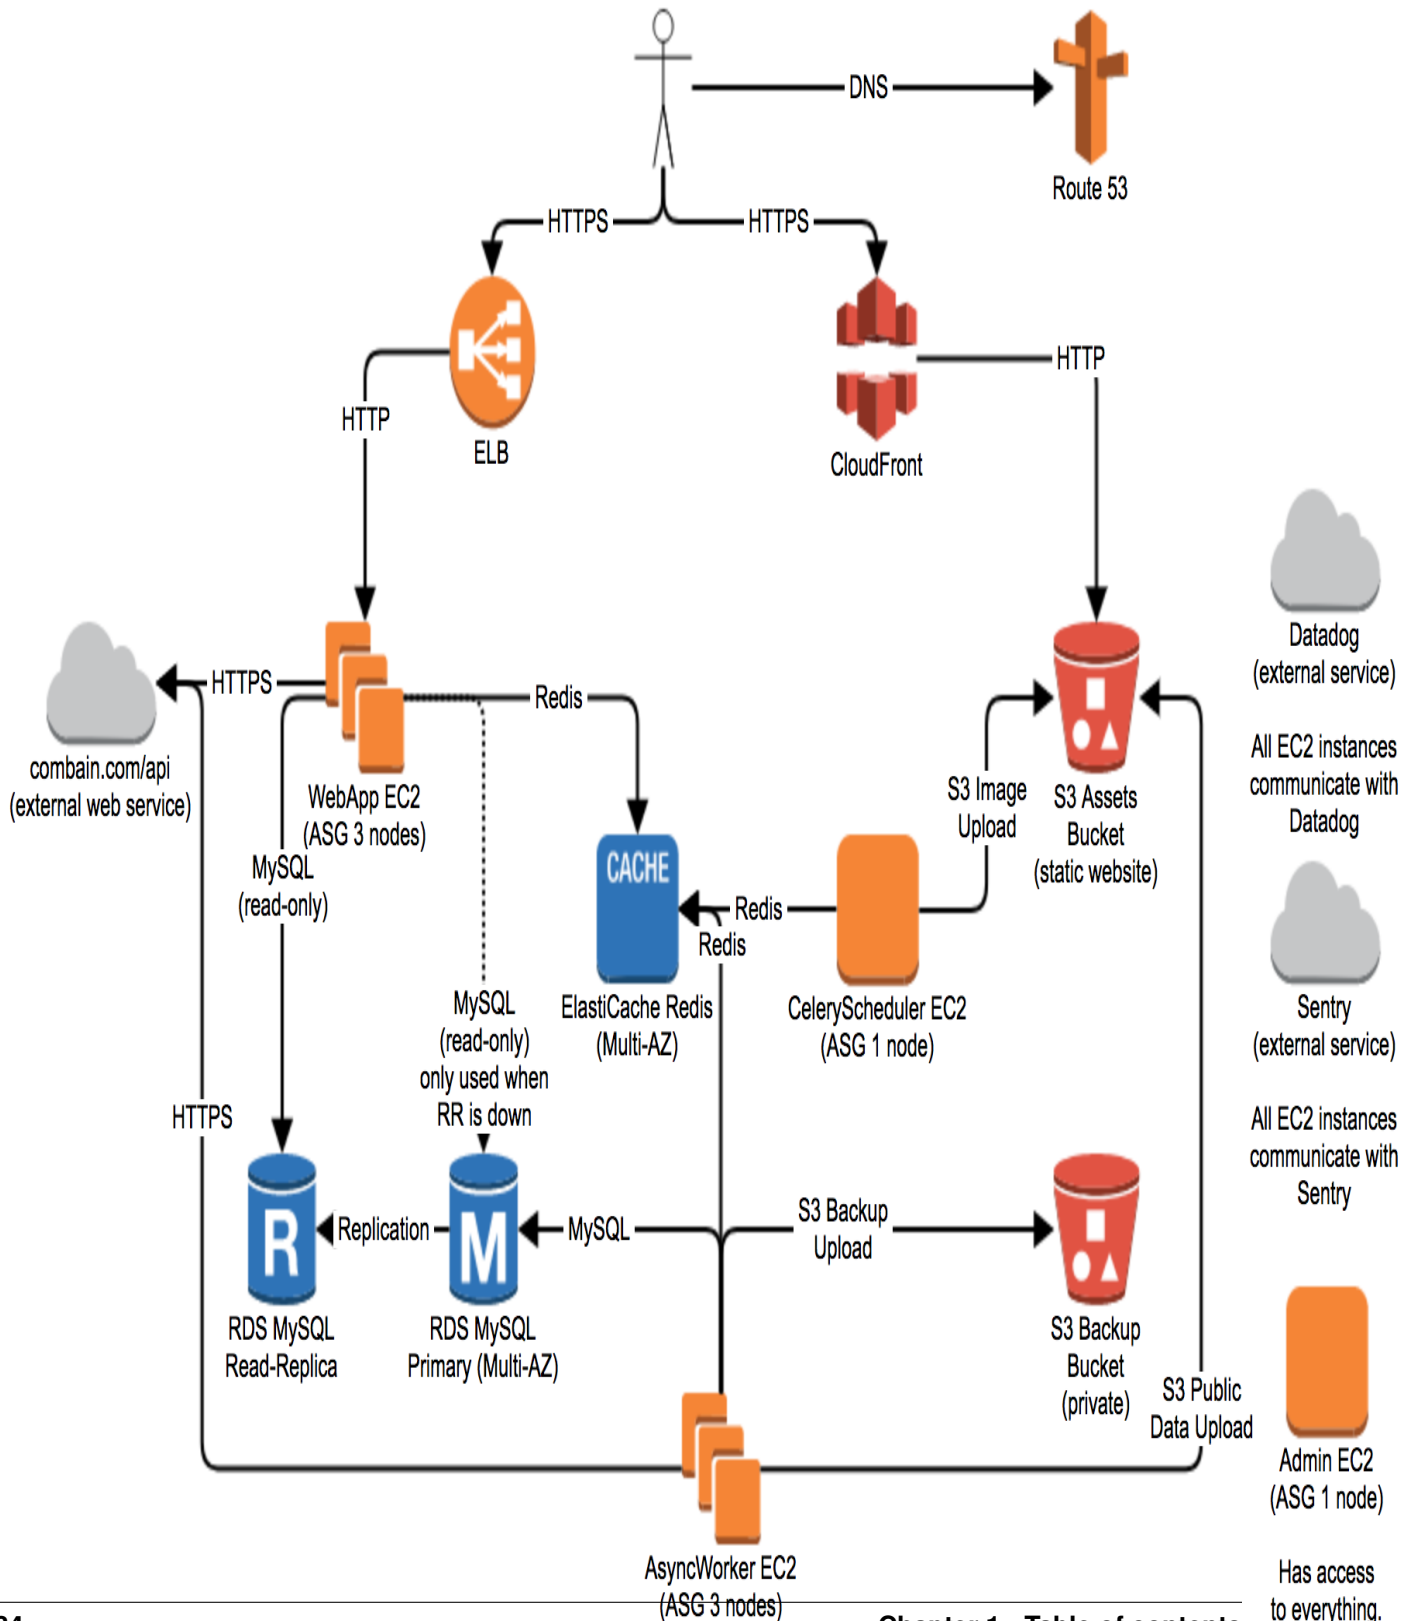 DNS
Route 53
HTTPS
HTTPS
ELB
HTTP
CloudFront
HTTP
combain.com/api
(external web service)
HTTPS
WebApp EC2
(ASG 3 nodes)
MySQL
(read-only)
Redis
CACHE
ElastiCache Redis
(Multi-AZ)
Redis
Redis
CeleryScheduler EC2
(ASG 1 node)
S3 Image
Upload
S3 Assets
Bucket
(static website)
Datadog
(external service)
All EC2 instances
communicate with
Datadog
Sentry
(external service)
All EC2 instances
communicate with
Sentry
MySQL
(read-only)
only used when
RR is down
HTTPS
R
RDS MySQL
Read-Replica
Replication
M
RDS MySQL
Primary (Multi-AZ)
MySQL
S3 Backup
Upload
S3 Backup
Bucket
(private)
S3 Public
Data Upload
Admin EC2
(ASG 1 node)
Has access
to everything.
AsyncWorker EC2
(ASG 3 nodes)
Chapter 1. Table of contents